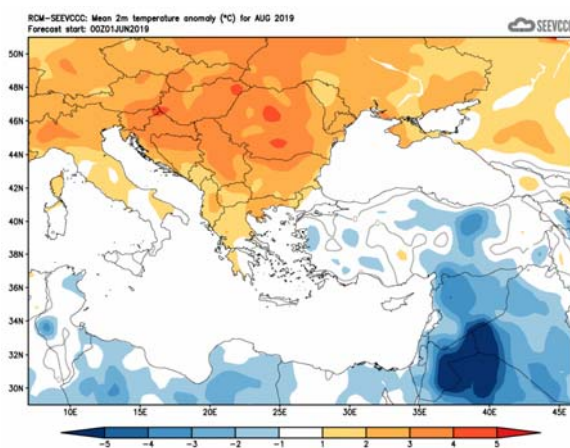 RCM-SEEVCCC: Mean 2m temperature anomaly (°C) for AUG 2019
Forecast start: 00Z01JUN2019
SEEVCCC
50N
48N
46N
44N
42N
40N
38N
36N
34N
32N
30N
10E 15E 20E 25E 30E 35E 40E 45E
-5 -4 -3 -2 -1 1 2 3 4 5